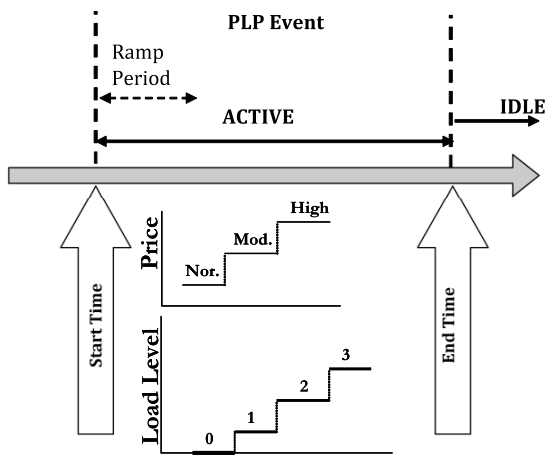 PLP Event
Ramp
Period
IDLE
ACTIVE
Start Time
Price
Nor.
Mod.
High
Load Level
0
1
2
3
End Time